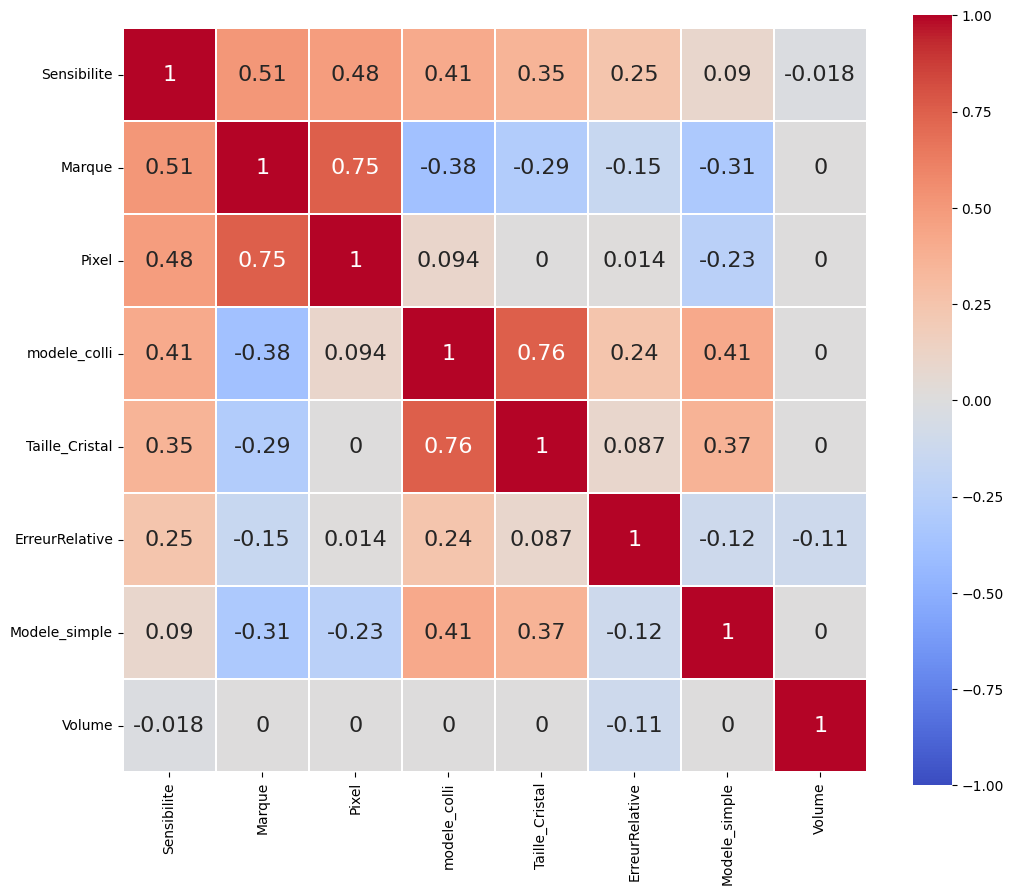 Sensibilite 1 0.51 0.48 0.41 0.35 0.25 0.09 -0.018
Marque 0.51 1 0.75 -0.38 -0.29 -0.15 -0.31 0
Pixel 0.48 0.75 1 0.094 0 0.014 -0.23 0
modele_colli 0.41 -0.38 0.094 1 0.76 0.24 0.41 0
Taille_Cristal 0.35 -0.29 0 0.76 1 0.087 0.37 0
ErreurRelative 0.25 -0.15 0.014 0.24 0.087 1 -0.12 -0.11
Modele_simple 0.09 -0.31 -0.23 0.41 0.37 -0.12 1 0
Volume -0.018 0 0 0 0 -0.11 0 1
Sensibilite
Marque
Pixel
modele_colli
Taille_Cristal
ErreurRelative
Modele_simple
Volume
1.00
0.75
0.50
0.25
0.00
−0.25
−0.50
−0.75
−1.00